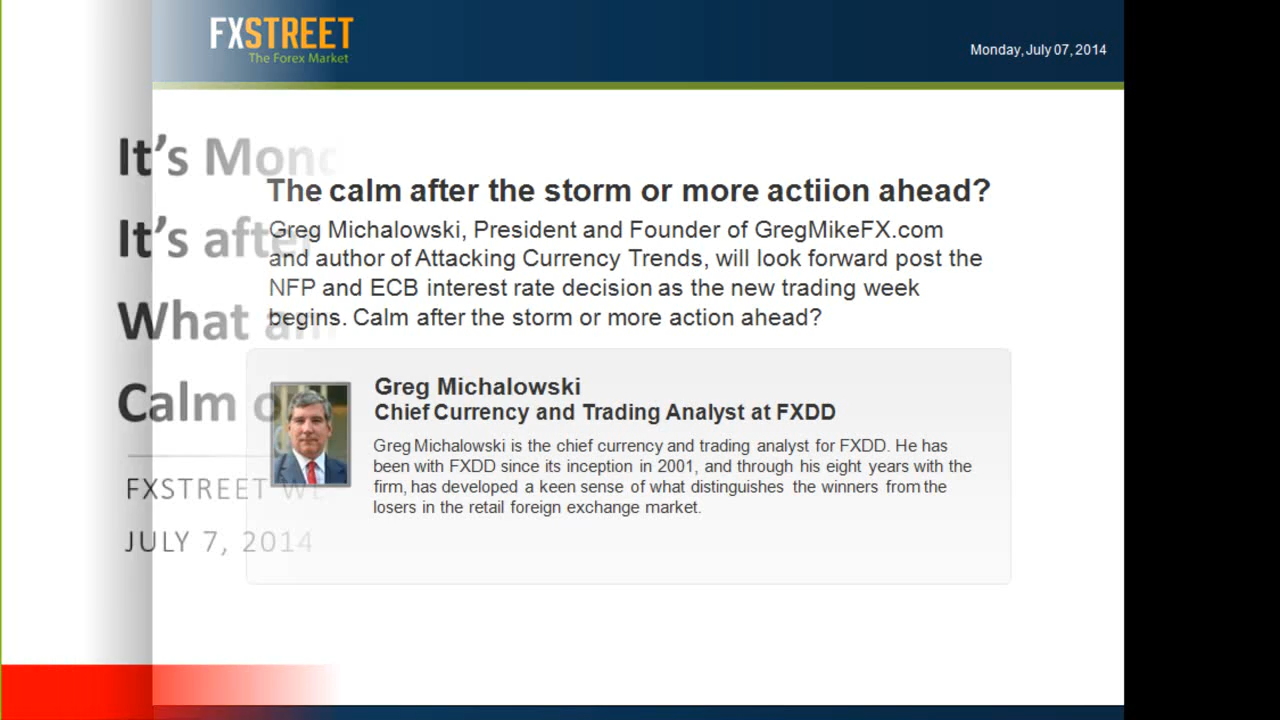 FXSTREET
The Forex Market
Monday, July 07, 2014
The calm after the storm or more actiion ahead?
Greg Michalowski, President and Founder of GregMikeFX.com
and author of Attacking Currency Trends, will look forward post the
NFP and ECB interest rate decision as the new trading week
begins. Calm after the storm or more action ahead?
Greg Michalowski
Chief Currency and Trading Analyst at FXDD
Greg Michalowski is the chief currency and trading analyst for FXDD. He has
been with FXDD since its inception in 2001, and through his eight years with the
firm, has developed a keen sense of what distinguishes the winners from the
losers in the retail foreign exchange market.
It's
It's
What
Calm
FXSTREET
JULY 7, 2014